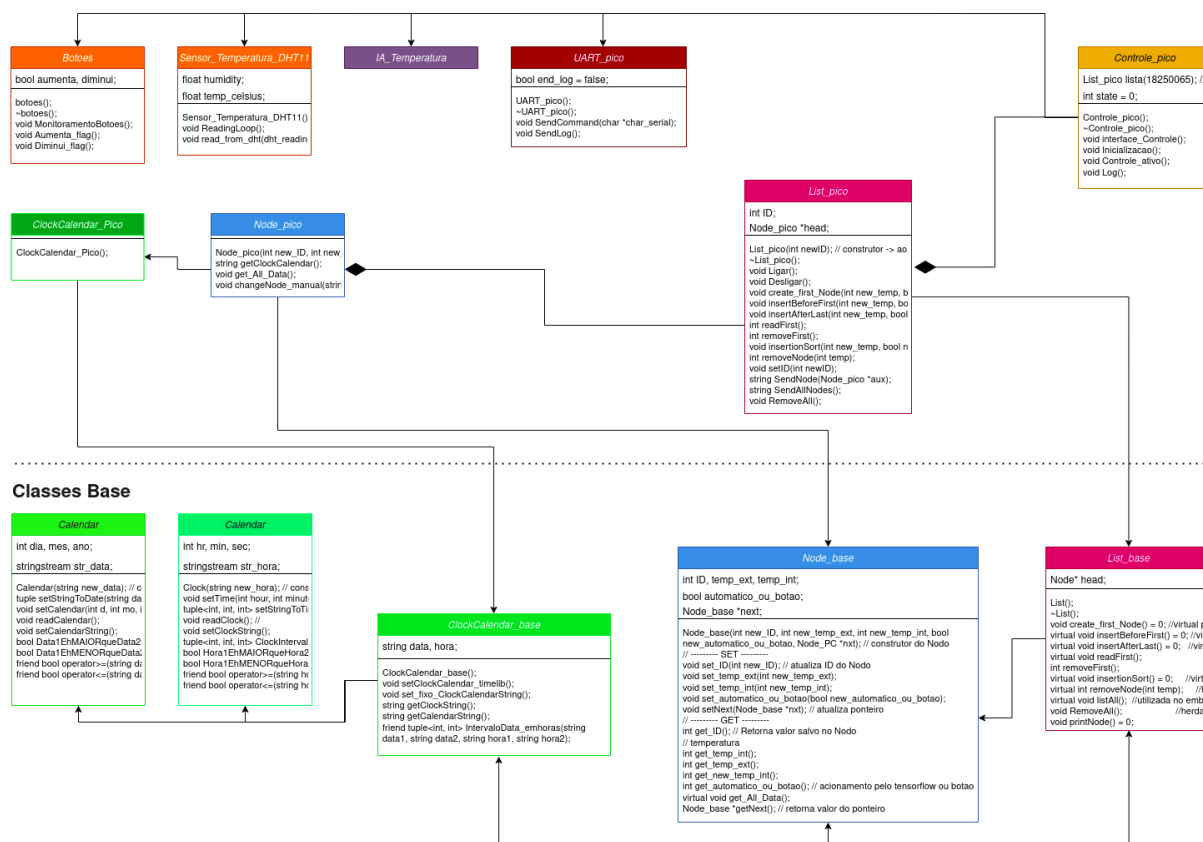 Botoes
bool aumenta, diminui;
botoes();
~botoes();
void MonitoramentoBotoes();
void Aumenta_flag();
void Diminui_flag();
Sensor_Temperatura_DHT11
float humidity;
float temp_celsius;
Sensor_Temperatura_DHT11()
void ReadingLoop();
void read_from_dht(dht_readin
IA_Temperatura
UART_pico
bool end_log = false;
UART_pico();
~UART_pico();
void SendCommand(char *char_serial);
void SendLog();
Controle_pico
List_pico lista(18250065); //
int state = 0;
Controle_pico();
~Controle_pico();
void interface_Controle();
void Inicializacao();
void Controle_ativo();
void Log();
ClockCalendar_Pico
ClockCalendar_Pico();
Node_pico
Node_pico(int new_ID, int new_
string getClockCalendar();
void get_All_Data();
void changeNode_manual(strin
List_pico
int ID;
Node_pico *head;
List_pico(int newID); // construtor -> ao
~List_pico();
void Ligar();
void Desligar();
void create_first_Node(int new_temp, b
void insertBeforeFirst(int new_temp, bo
void insertAfterLast(int new_temp, bool
int readFirst();
int removeFirst();
void insertionSort(int new_temp, bool n
int removeNode(int temp);
void setID(int newID);
string SendNode(Node_pico *aux);
string SendAllNodes();
void RemoveAll();
Classes Base
Calendar
int dia, mes, ano;
stringstream str_data;
Calendar(string new_data); // c
tuple setStringToDate(string da
void setCalendar(int d, int mo, i
void readCalendar();
void setCalendarString();
bool Data1EhMAIORqueData2
bool Data1EhMENORqueData2
friend bool operator>=(string da
friend bool operator<=(string da
Calendar
int hr, min, sec;
stringstream str_hora;
Clock(string new_hora); // cons
void setTime(int hour, int minut
tuple<int, int, int> setStringToTi
void readClock(); //
void setClockString();
tuple<int, int, int> ClockInterval
bool Hora1EhMAIORqueHora2
bool Hora1EhMENORqueHora
friend bool operator>=(string ho
friend bool operator<=(string ho
ClockCalendar_base
string data, hora;
ClockCalendar_base();
void setClockCalendar_timelib();
void set_fixo_ClockCalendarString();
string getClockString();
string getCalendarString();
friend tuple<int, int> IntervaloData_emhoras(string
data1, string data2, string hora1, string hora2);
Node_base
int ID, temp_ext, temp_int;
bool automatico_ou_botao;
Node_base *next;
Node_base(int new_ID, int new_temp_ext, int new_temp_int, bool
new_automatico_ou_botao, Node_PC *nxt); // construtor do Nodo
// --------- SET ---------
void set_ID(int new_ID); // atualiza ID do Nodo
void set_temp_ext(int new_temp_ext);
void set_temp_int(int new_temp_int);
void set_automatico_ou_botao(bool new_automatico_ou_botao);
void setNext(Node_base *nxt); // atualiza ponteiro
// --------- GET ---------
int get_ID(); // Retorna valor salvo no Nodo
// temperatura
int get_temp_int();
int get_temp_ext();
int get_new_temp_int();
int get_automatico_ou_botao(); // acionamento pelo tensorflow ou botao
virtual void get_All_Data();
Node_base *getNext(); // retorna valor do ponteiro
List_base
Node* head;
List();
~List();
void create_first_Node() = 0; //virtual p
virtual void insertBeforeFirst() = 0; //vi
virtual void insertAfterLast() = 0; //vir
virtual void readFirst();
int removeFirst();
virtual void insertionSort() = 0; //virt
virtual int removeNode(int temp); //h
virtual void listAll(); //utilizada no emb
void RemoveAll(); //herda
void printNode() = 0;